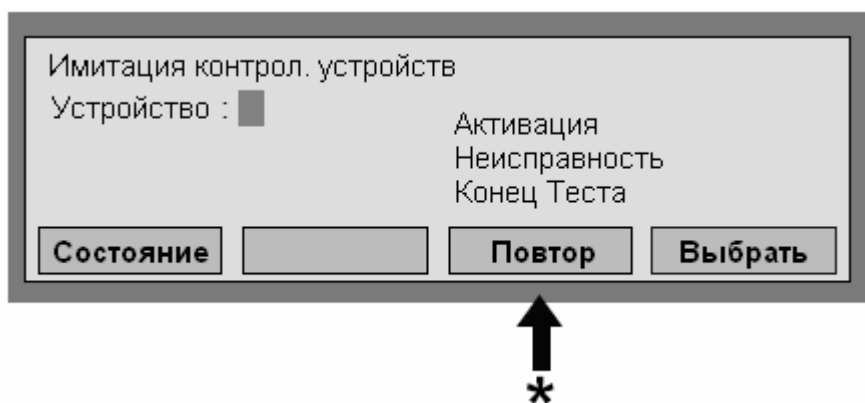 Имитация контрол. устройств
Устройство :
Активация
Неисправность
Конец Теста
Состояние Повтор Выбрать
*